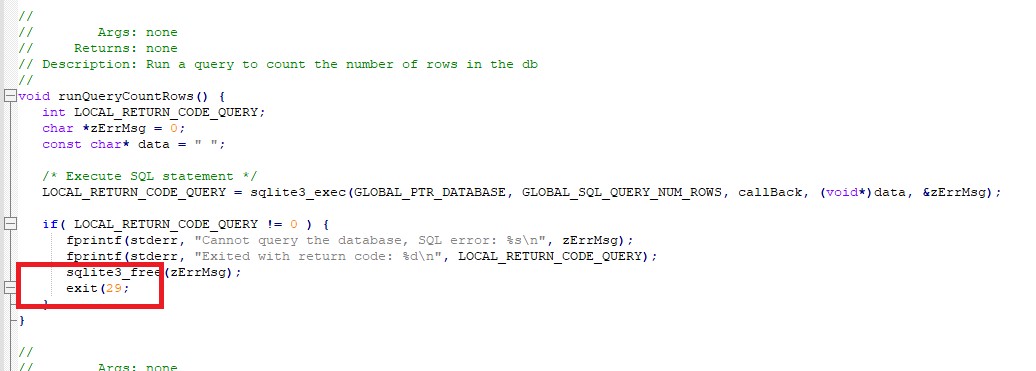 //
//        Args: none
//     Returns: none
// Description: Run a query to count the number of rows in the db
//
void runQueryCountRows() {
   int LOCAL_RETURN_CODE_QUERY;
   char *zErrMsg = 0;
   const char* data = " ";
   /* Execute SQL statement */
   LOCAL_RETURN_CODE_QUERY = sqlite3_exec(GLOBAL_PTR_DATABASE, GLOBAL_SQL_QUERY_NUM_ROWS, callBack, (void*)data, &zErrMsg);
   if( LOCAL_RETURN_CODE_QUERY != 0 ) {
      fprintf(stderr, "Cannot query the database, SQL error: %s\n", zErrMsg);
      fprintf(stderr, "Exited with return code: %d\n", LOCAL_RETURN_CODE_QUERY);
      sqlite3_free(zErrMsg);
      exit(29;
   }
}
//
//        Args: none